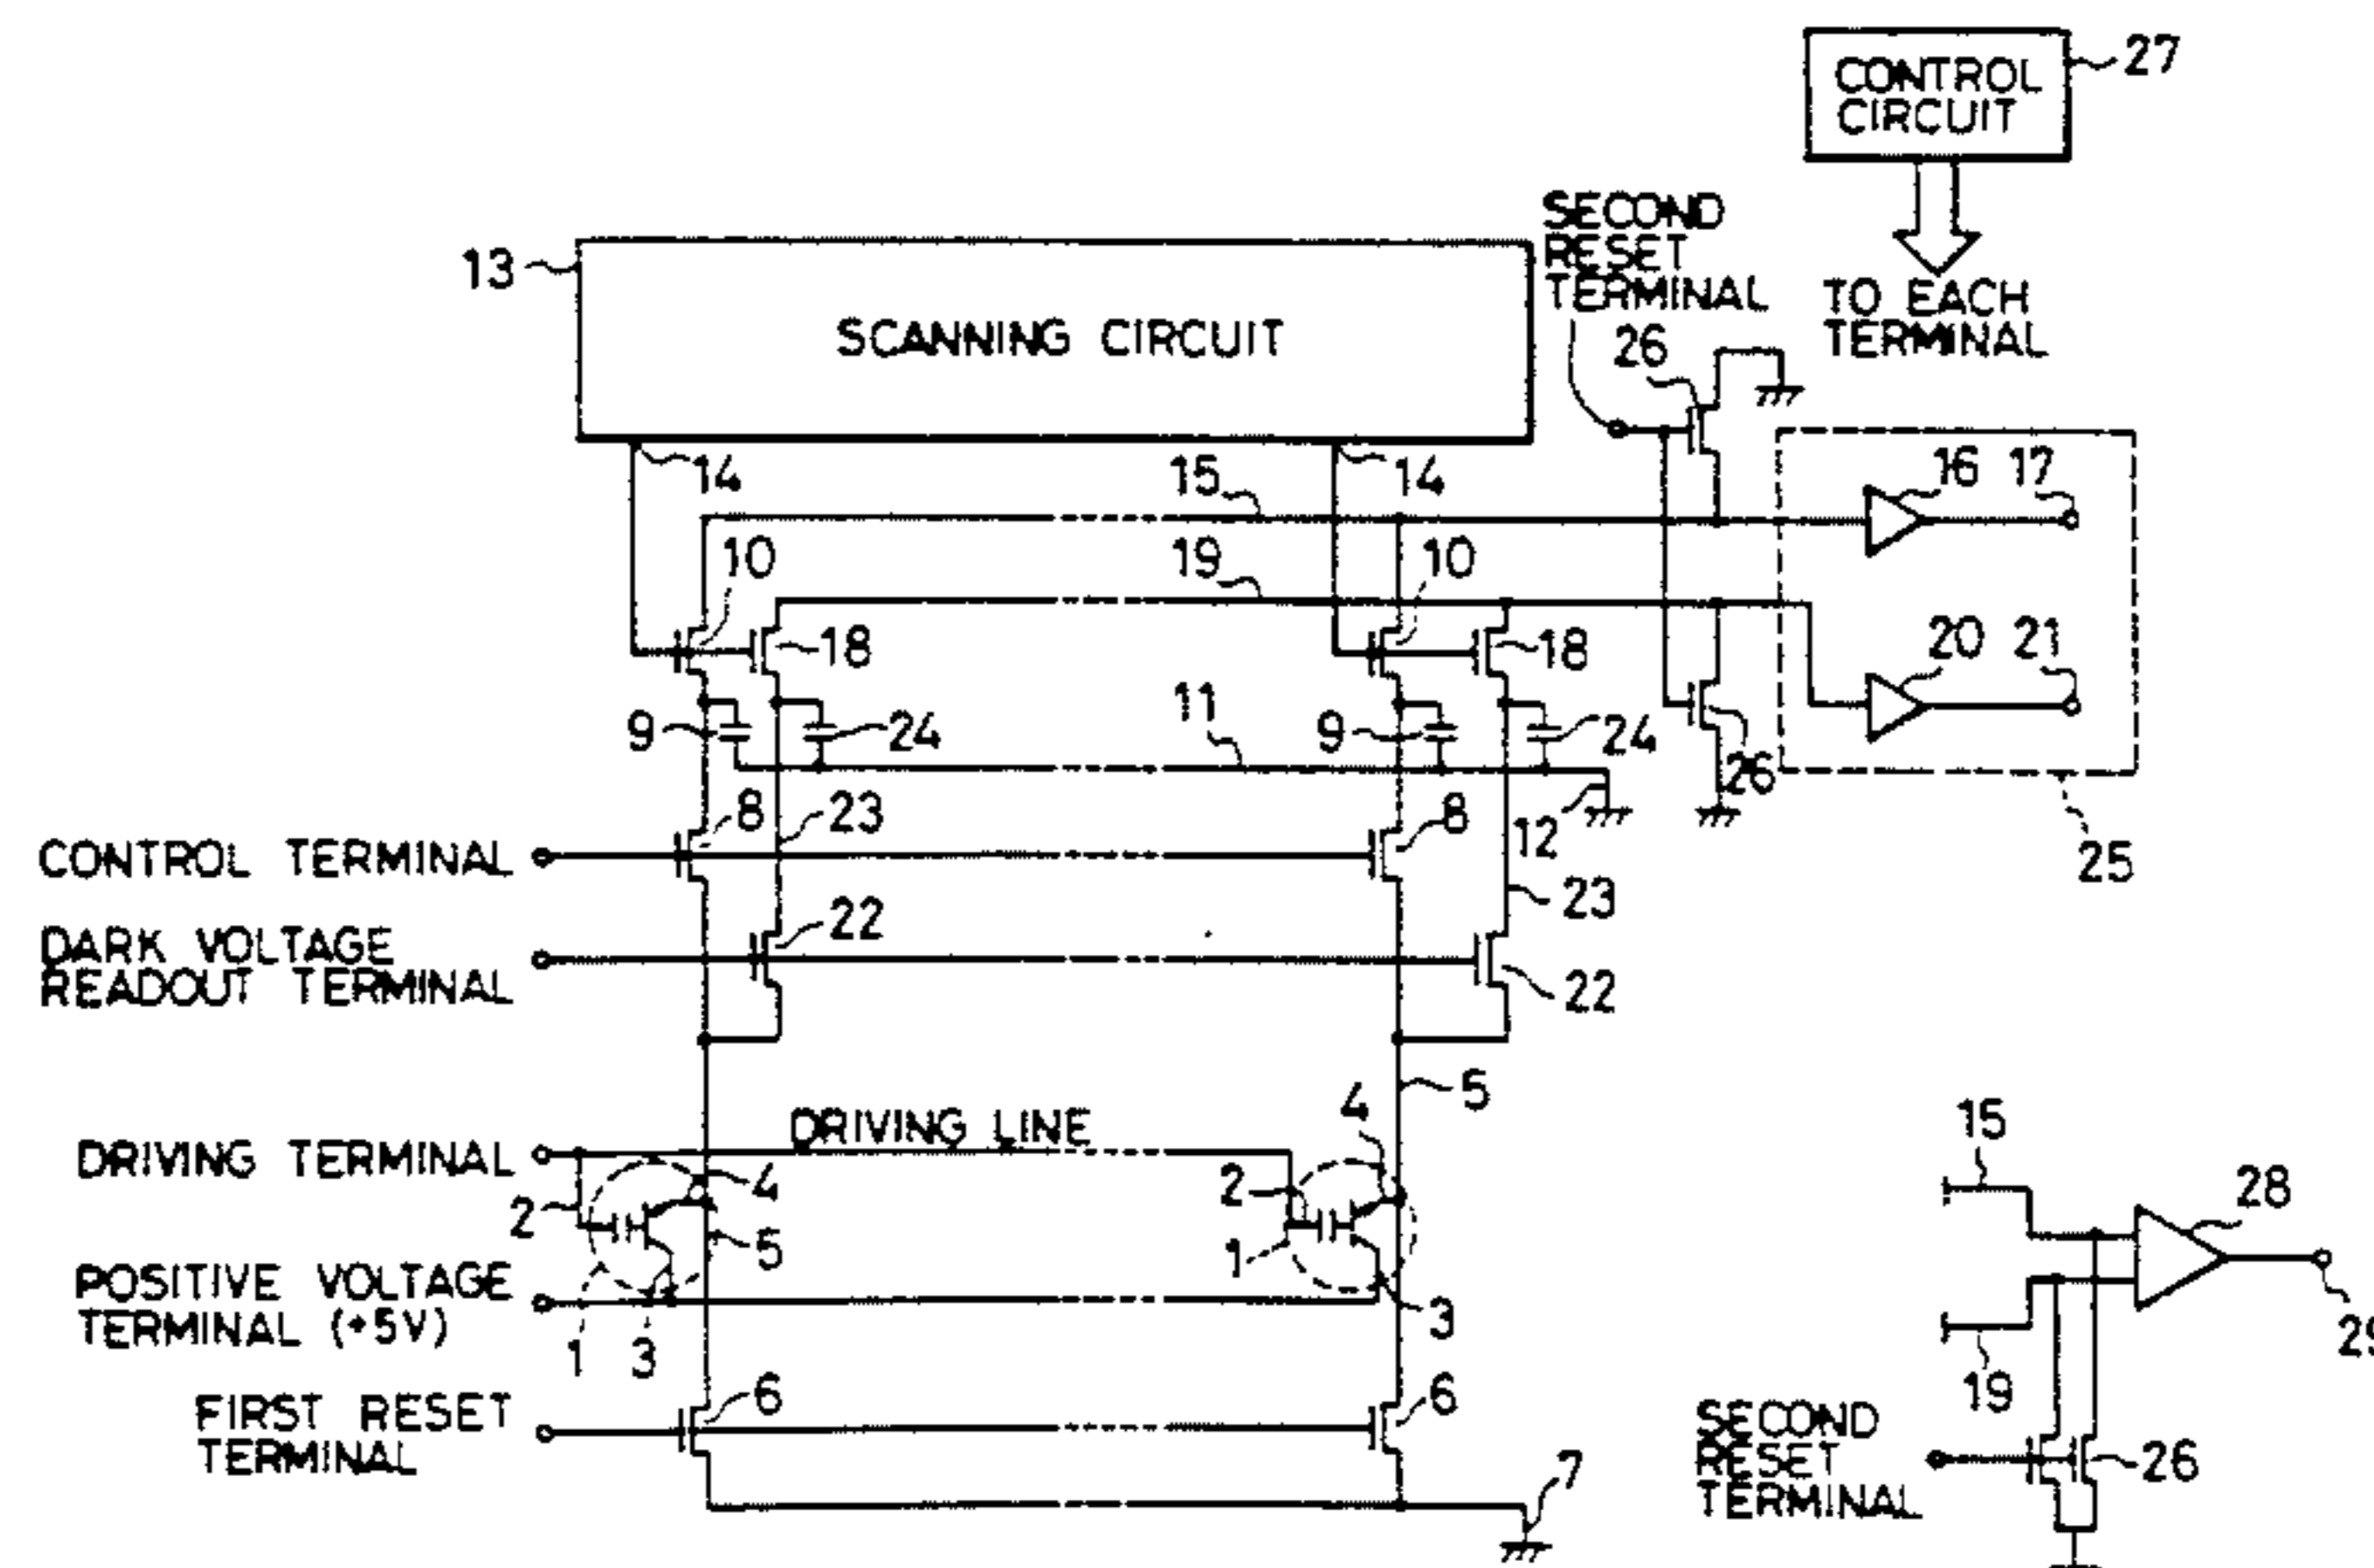 CONTROL
CIRCUIT
27
SECOND
RESET
TERMINAL
TO EACH
TERMINAL
13
SCANNING CIRCUIT
26
14
15
14
16
17
10
19
10
18
18
20
21
9
24
11
9
24
26
12
25
8
23
8
23
CONTROL TERMINAL
DARK VOLTAGE
READOUT TERMINAL
22
22
DRIVING TERMINAL
DRIVING LINE
2
4
5
2
4
5
1
3
1
3
POSITIVE VOLTAGE
TERMINAL (+5V)
FIRST RESET
TERMINAL
6
6
7
15
28
29
19
SECOND
RESET
TERMINAL
26